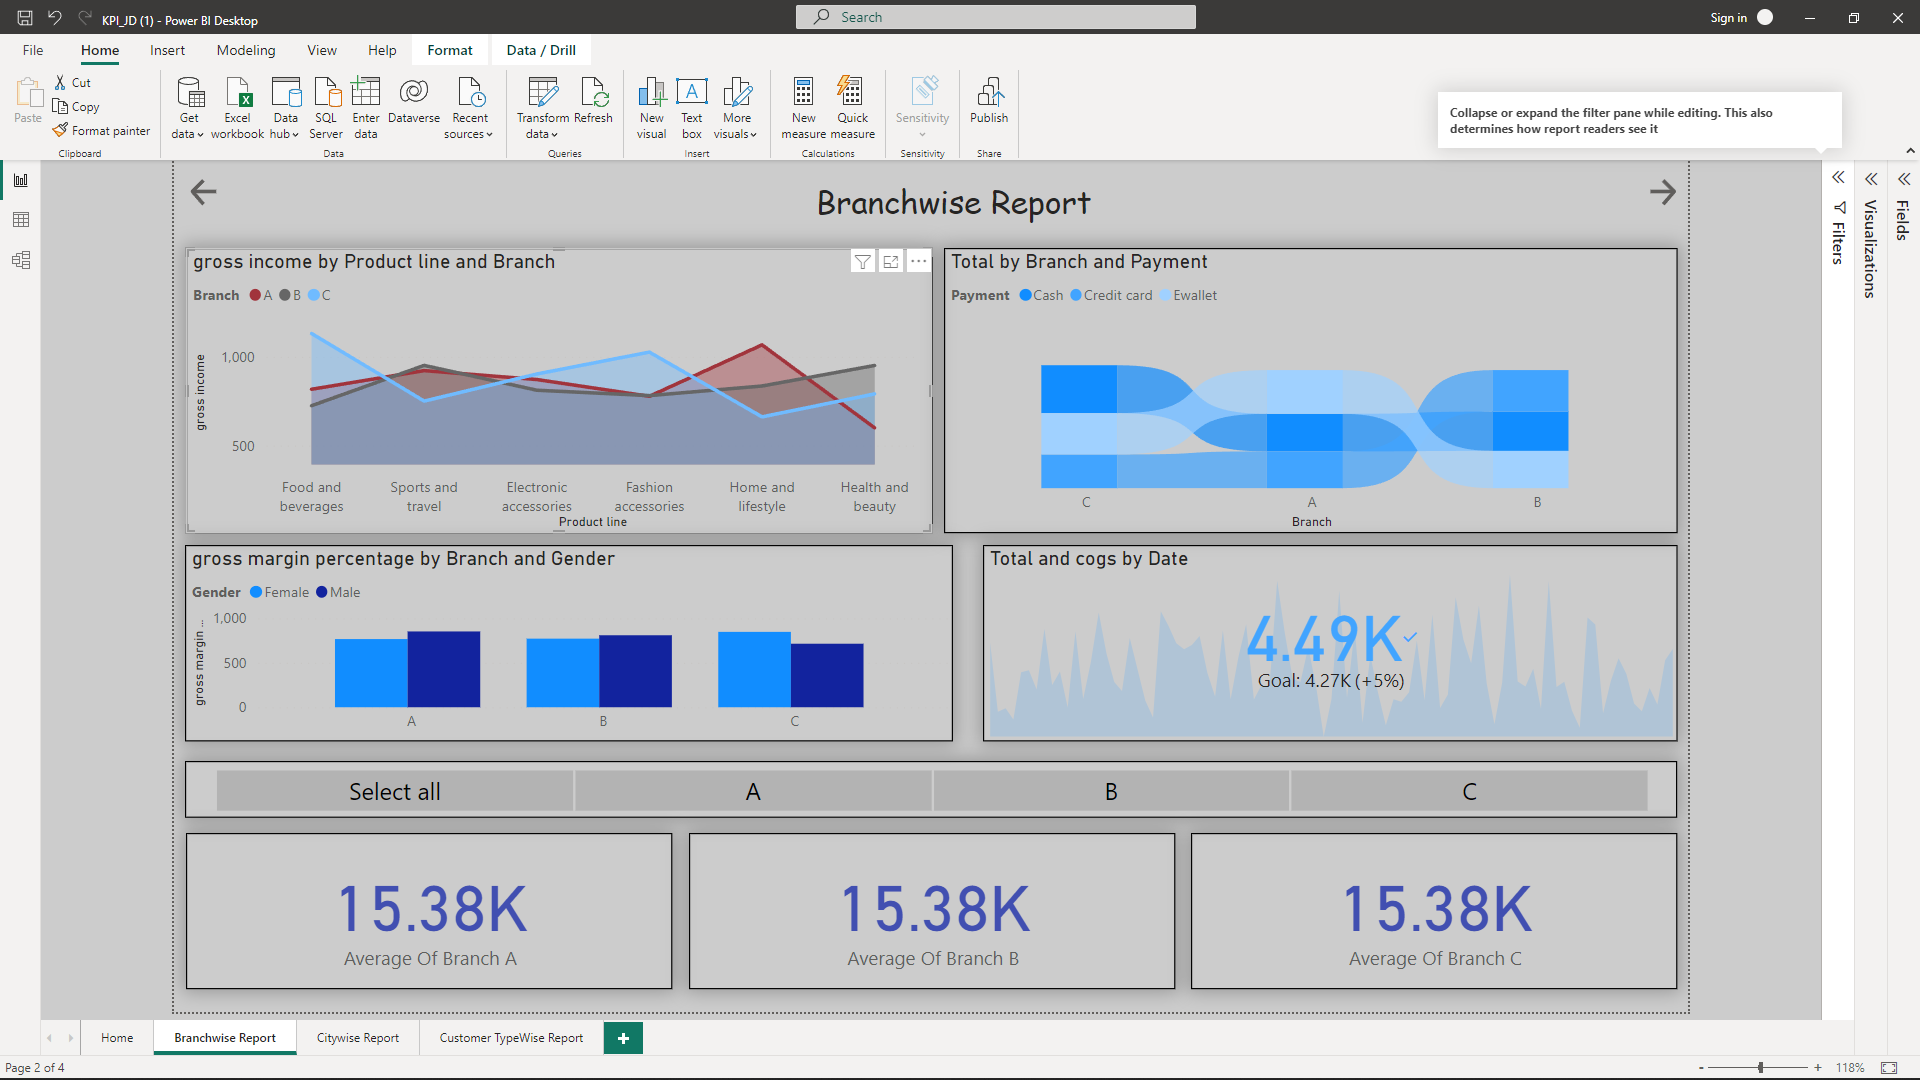 KPI_JD (1) - Power BI Desktop
Search
Sign in
File Home Insert Modeling View Help Format Data / Drill
Paste
Cut
Copy
Format painter
Clipboard
Get data
Excel workbook
Data hub
SQL Server
Enter data
Dataverse
Recent sources
Data
Transform data
Refresh
Queries
New visual
Text box
More visuals
Insert
New measure
Quick measure
Calculations
Sensitivity
Sensitivity
Publish
Share
Collapse or expand the filter pane while editing. This also
determines how report readers see it
Branchwise Report
Filters
Visualizations
Fields
gross income by Product line and Branch
Branch A B C
gross income
1,000
500
Food and beverages
Sports and travel
Electronic accessories
Fashion accessories
Home and lifestyle
Health and beauty
Product line
Total by Branch and Payment
Payment Cash Credit card Ewallet
C A B
Branch
gross margin percentage by Branch and Gender
Gender Female Male
gross margin ...
1,000
500
0
A B C
Total and cogs by Date
4.49K
Goal: 4.27K (+5%)
Select all A B C
15.38K
Average Of Branch A
15.38K
Average Of Branch B
15.38K
Average Of Branch C
Home Branchwise Report Citywise Report Customer TypeWise Report
Page 2 of 4
- + 118%